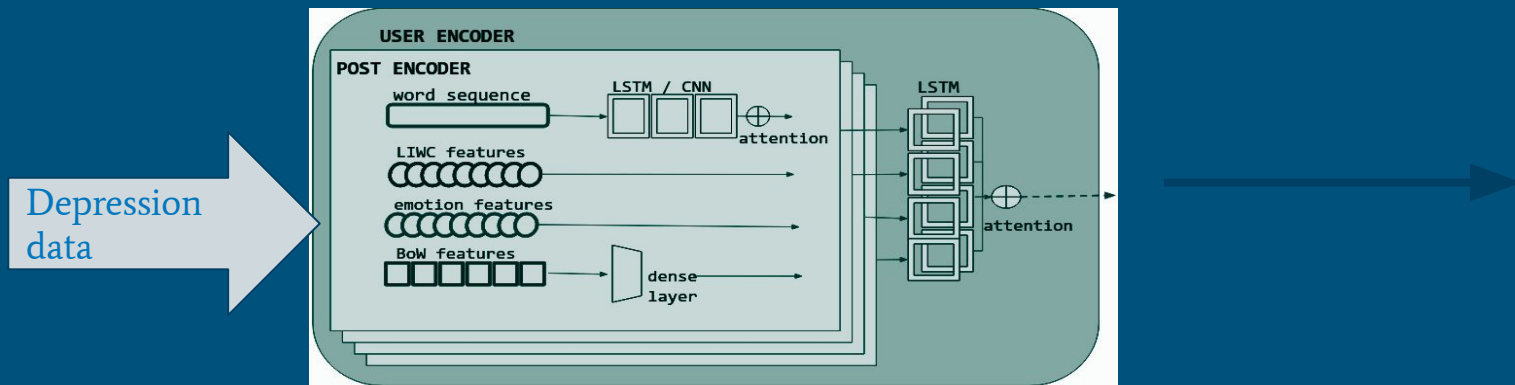 Depression
data
USER ENCODER
POST ENCODER
word sequence
LSTM / CNN
attention
LIWC features
emotion features
BoW features
dense
layer
LSTM
attention